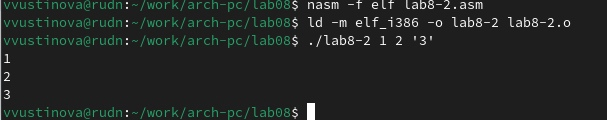 vvustinova@rudn:~/work/arch-pc/lab08$ nasm -f elf lab8-2.asm
vvustinova@rudn:~/work/arch-pc/lab08$ ld -m elf_i386 -o lab8-2 lab8-2.o
vvustinova@rudn:~/work/arch-pc/lab08$ ./lab8-2 1 2 '3'
1
2
3
vvustinova@rudn:~/work/arch-pc/lab08$